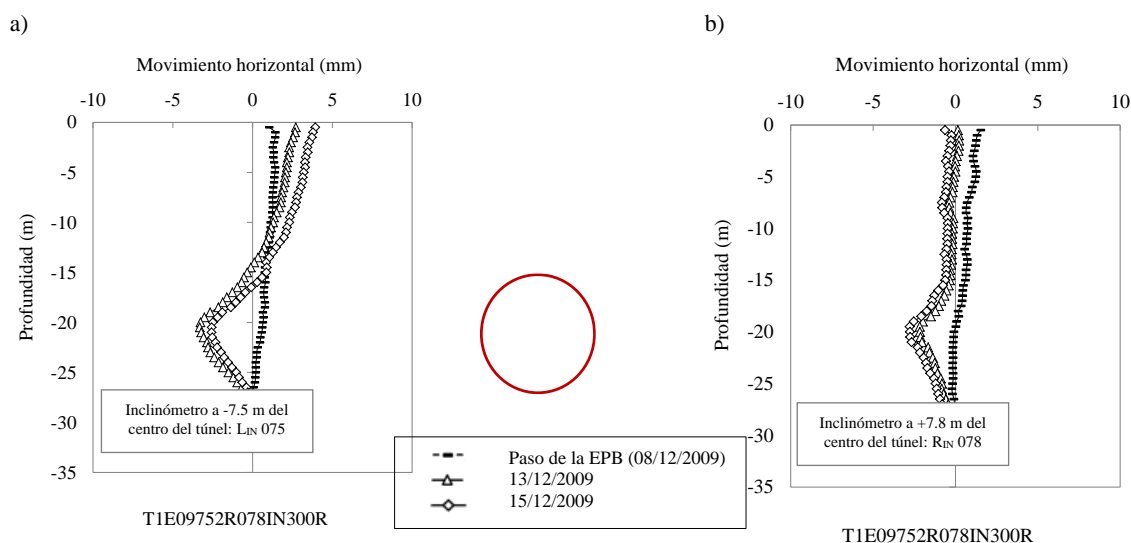 a)
Movimiento horizontal (mm)
-10 -5 0 5 10
0
-5
-10
-15
-20
-25
-30
-35
Profundidad (m)
Inclinómetro a -7.5 m del
centro del túnel: LIN 075
T1E09752R078IN300R
b)
Movimiento horizontal (mm)
-10 -5 0 5 10
0
-5
-10
-15
-20
-25
-30
-35
Profundidad (m)
Inclinómetro a +7.8 m del
centro del túnel: RIN 078
T1E09752R078IN300R
Paso de la EPB (08/12/2009)
13/12/2009
15/12/2009